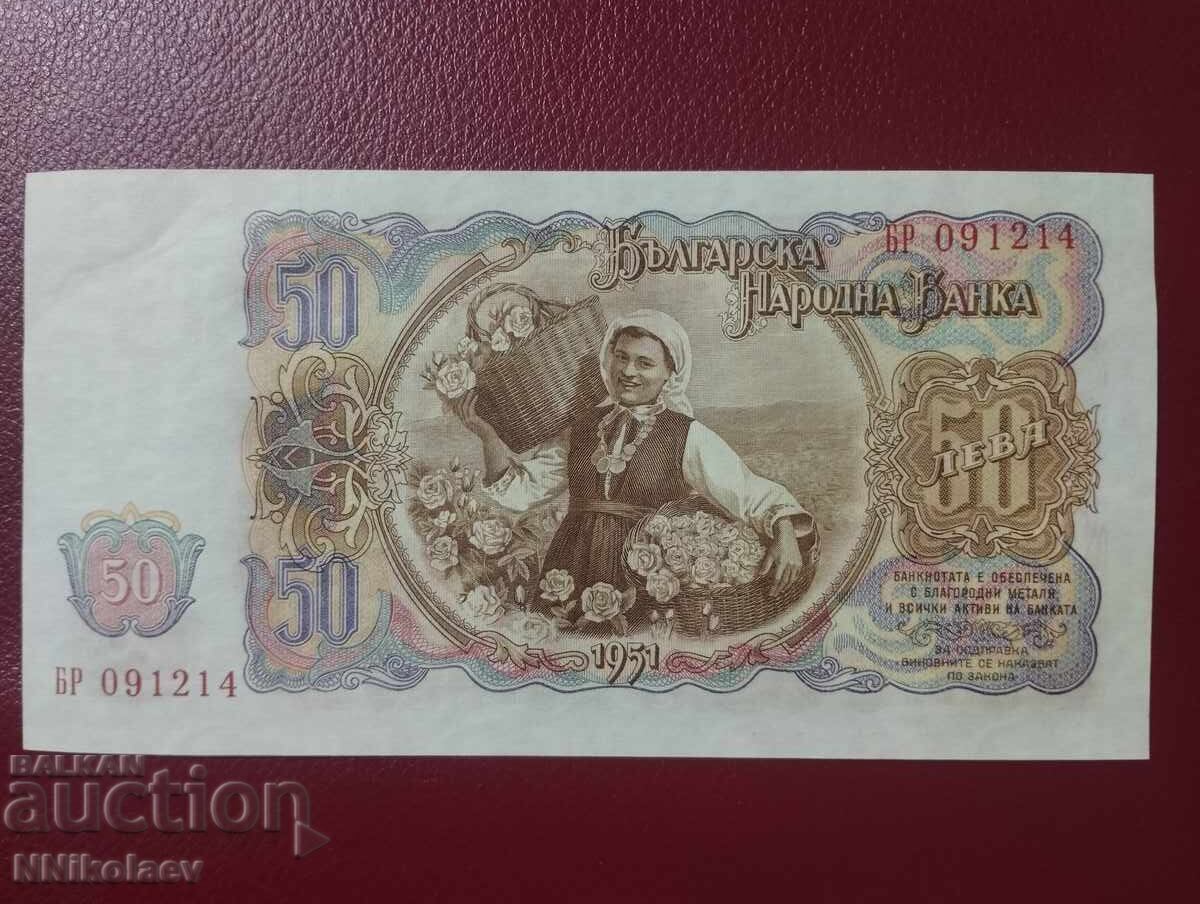 БР 091214
Българска
Народна Банка
50
50
ЛЕВА
БАНКНОТАТА Е ОБЕСПЕЧЕНА
С БЛАГОРОДНИ МЕТАЛИ
И ВСИЧКИ АКТИВИ НА БАНКАТА
50
50
ЗА ПОДПРАВКА
ВИНОВНИТЕ СЕ НАКАЗВАТ
ПО ЗАКОНА
1951
БР 091214
BALKAN
auction
NNikolaev